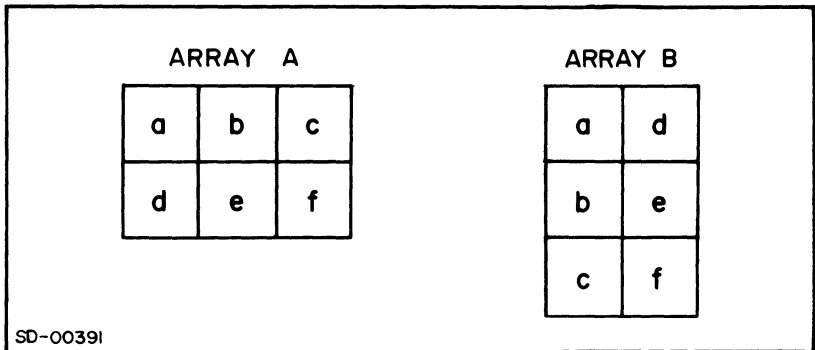 ARRAY A
a b c
d e f
ARRAY B
a d
b e
c f
SD-00391